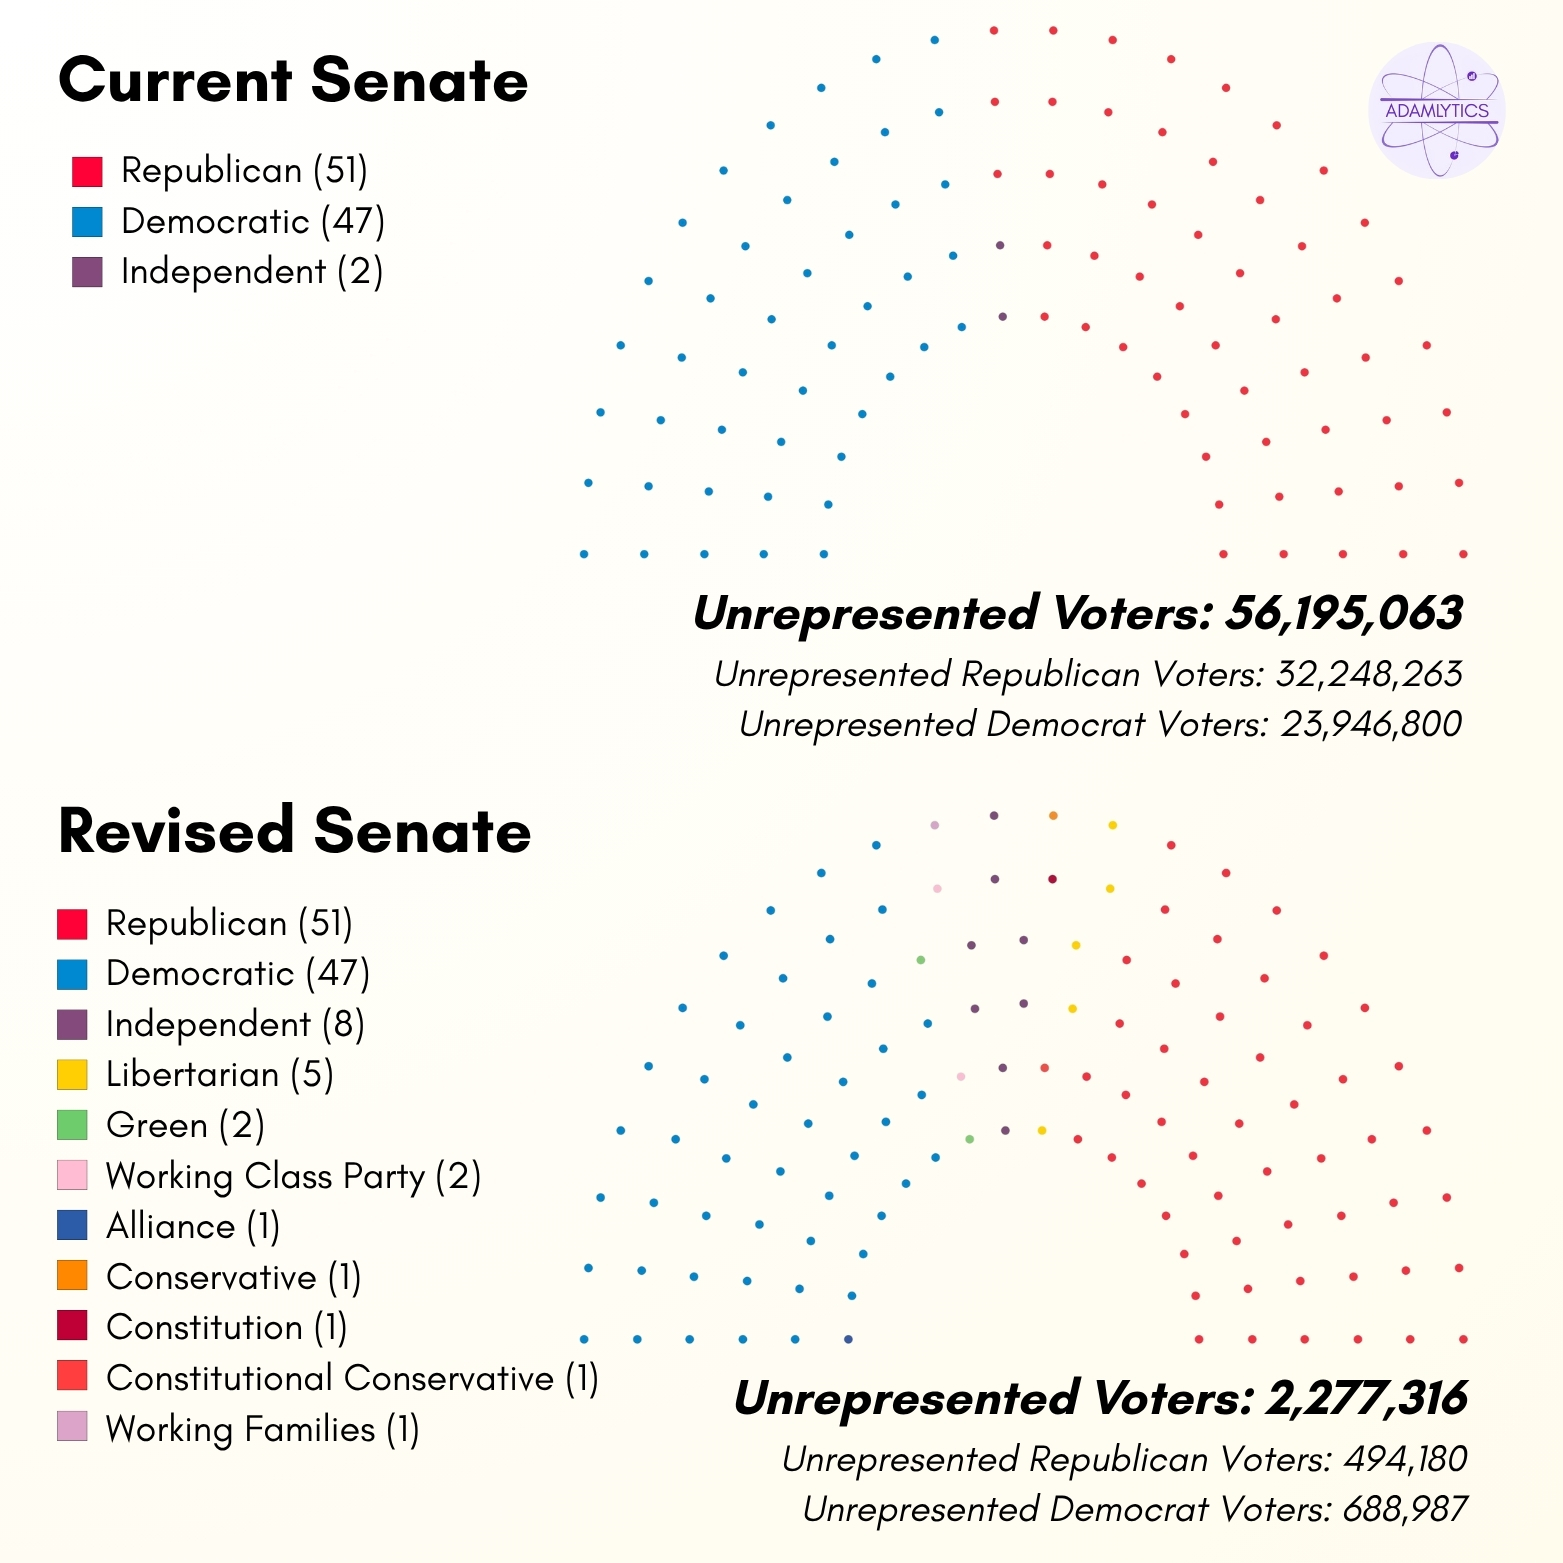 Current Senate
Republican (51)
Democratic (47)
Independent (2)
ADAMLYTICS
Unrepresented Voters: 56,195,063
Unrepresented Republican Voters: 32,248,263
Unrepresented Democrat Voters: 23,946,800
Revised Senate
Republican (51)
Democratic (47)
Independent (8)
Libertarian (5)
Green (2)
Working Class Party (2)
Alliance (1)
Conservative (1)
Constitution (1)
Constitutional Conservative (1)
Working Families (1)
Unrepresented Voters: 2,277,316
Unrepresented Republican Voters: 494,180
Unrepresented Democrat Voters: 688,987